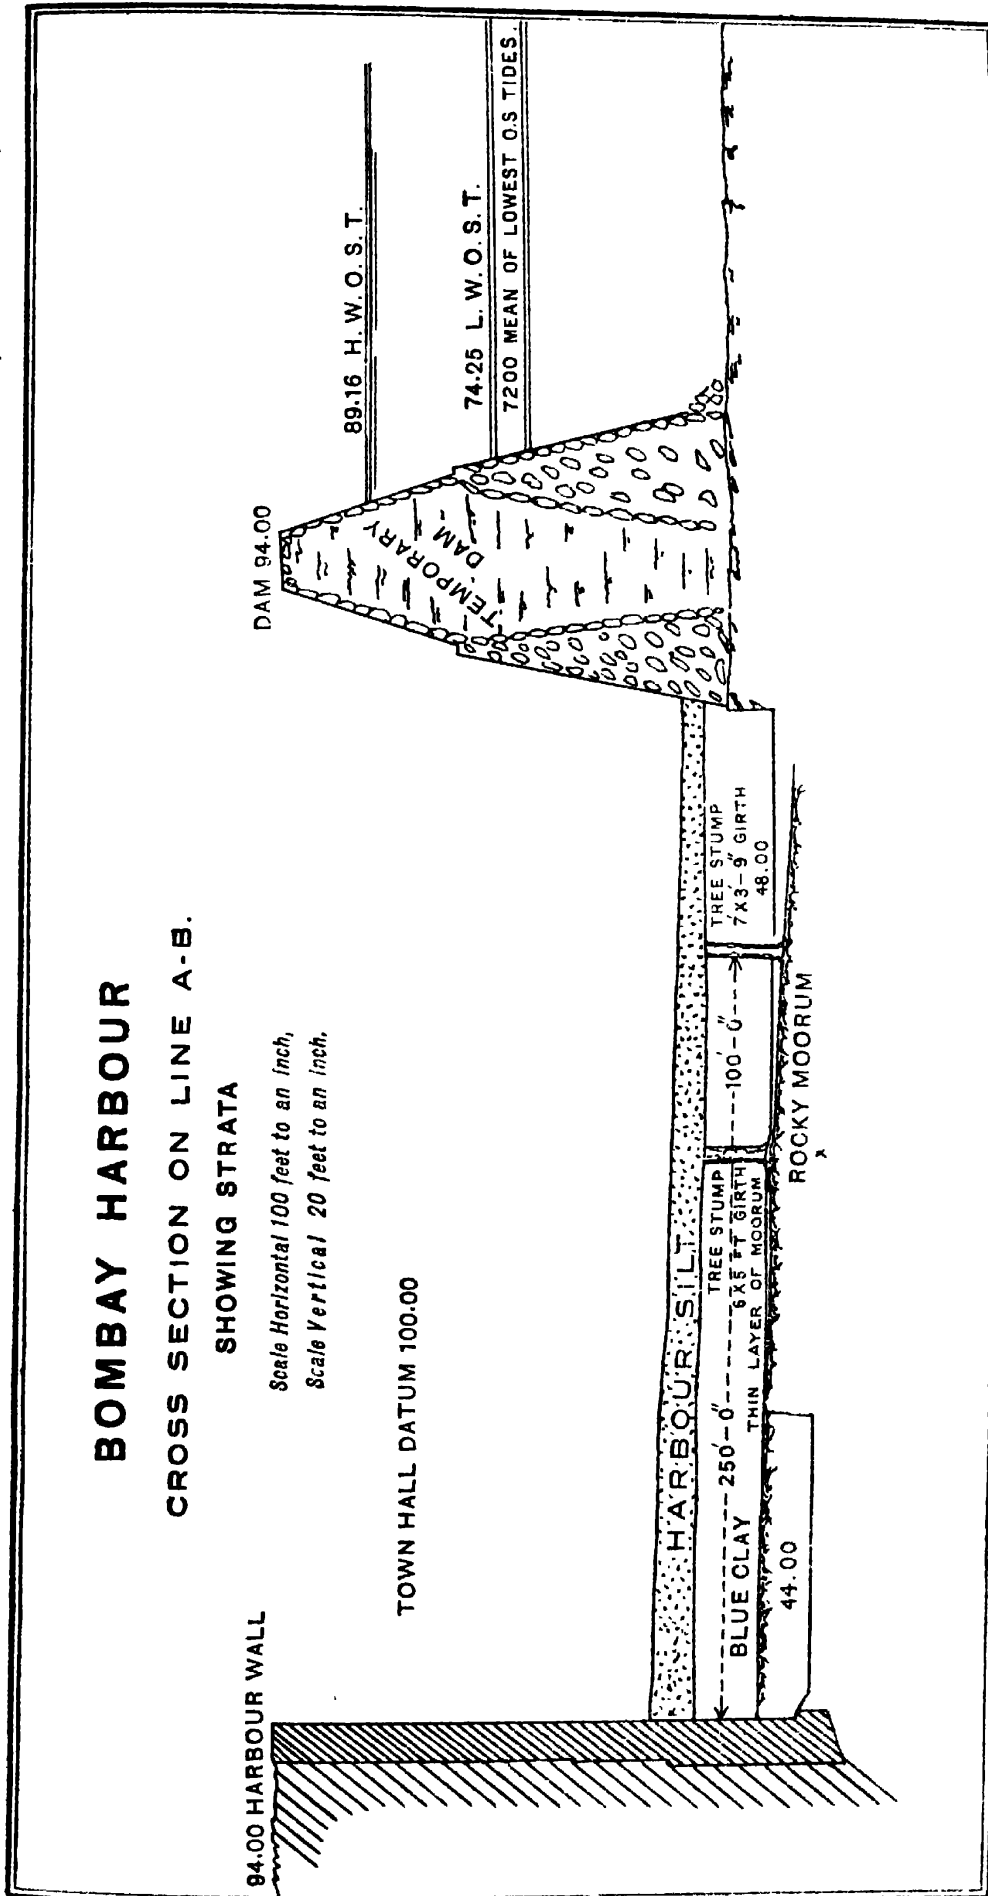 BOMBAY HARBOUR
CROSS SECTION ON LINE A-B.
SHOWING STRATA
Scale Horizontal 100 feet to an inch,
Scale Vertical 20 feet to an inch.
94.00 HARBOUR WALL
TOWN HALL DATUM 100.00
DAM 94.00
89.16 H.W.O.S.T.
74.25 L.W.O.S.T.
7200 MEAN OF LOWEST O.S TIDES.
TEMPORARY
DAM
HARBOUR SILT
TREE STUMP
6X5 FT GIRTH
250'-0"
THIN LAYER OF MOORUM
BLUE CLAY
44.00
100'-0"
TREE STUMP
7'X3'-9" GIRTH
48.00
ROCKY MOORUM
X